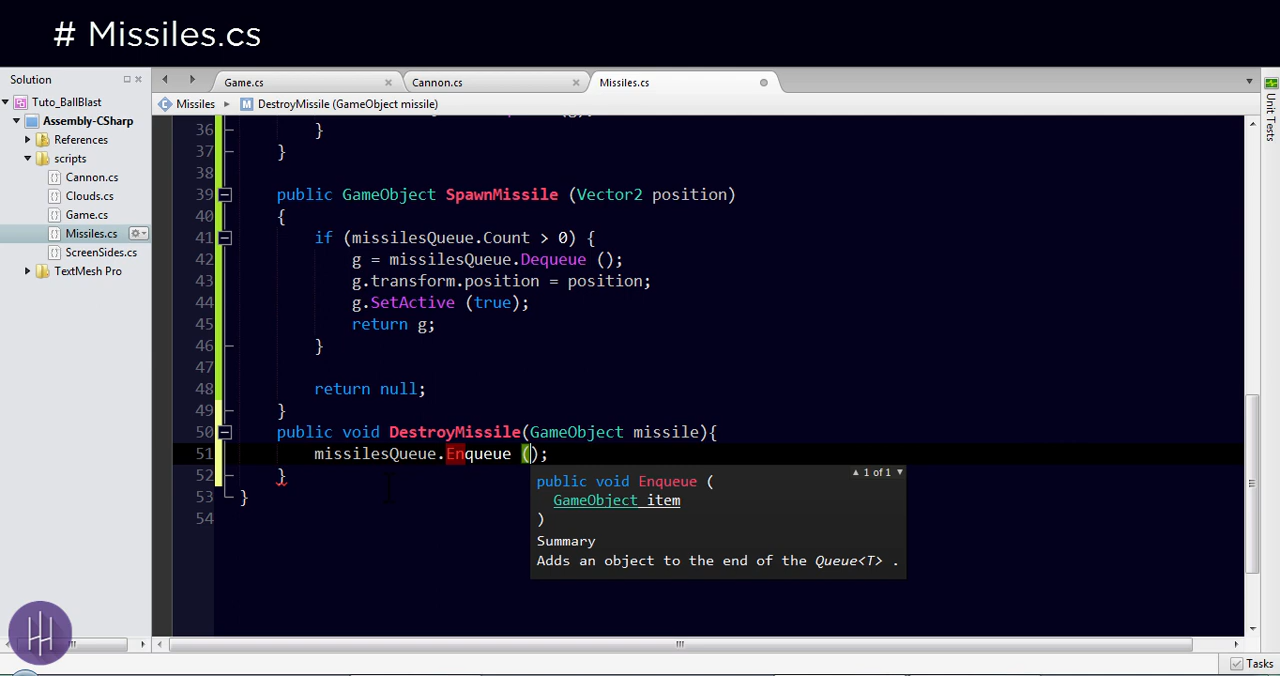 # Missiles.cs
Solution
Game.cs
Cannon.cs
Missiles.cs
Tuto_BallBlast
Missiles
DestroyMissile (GameObject missile)
Assembly-CSharp
References
scripts
Cannon.cs
Clouds.cs
Game.cs
Missiles.cs
ScreenSides.cs
TextMesh Pro
Unit Tests
36 }
37 }
38
39 public GameObject SpawnMissile (Vector2 position)
40 {
41 if (missilesQueue.Count > 0) {
42 g = missilesQueue.Dequeue ();
43 g.transform.position = position;
44 g.SetActive (true);
45 return g;
46 }
47
48 return null;
49 }
50 public void DestroyMissile(GameObject missile){
51 missilesQueue.Enqueue ();
52 }
53 }
54
▲ 1 of 1 ▼
public void Enqueue (
GameObject item
)
Summary
Adds an object to the end of the Queue<T> .
Tasks